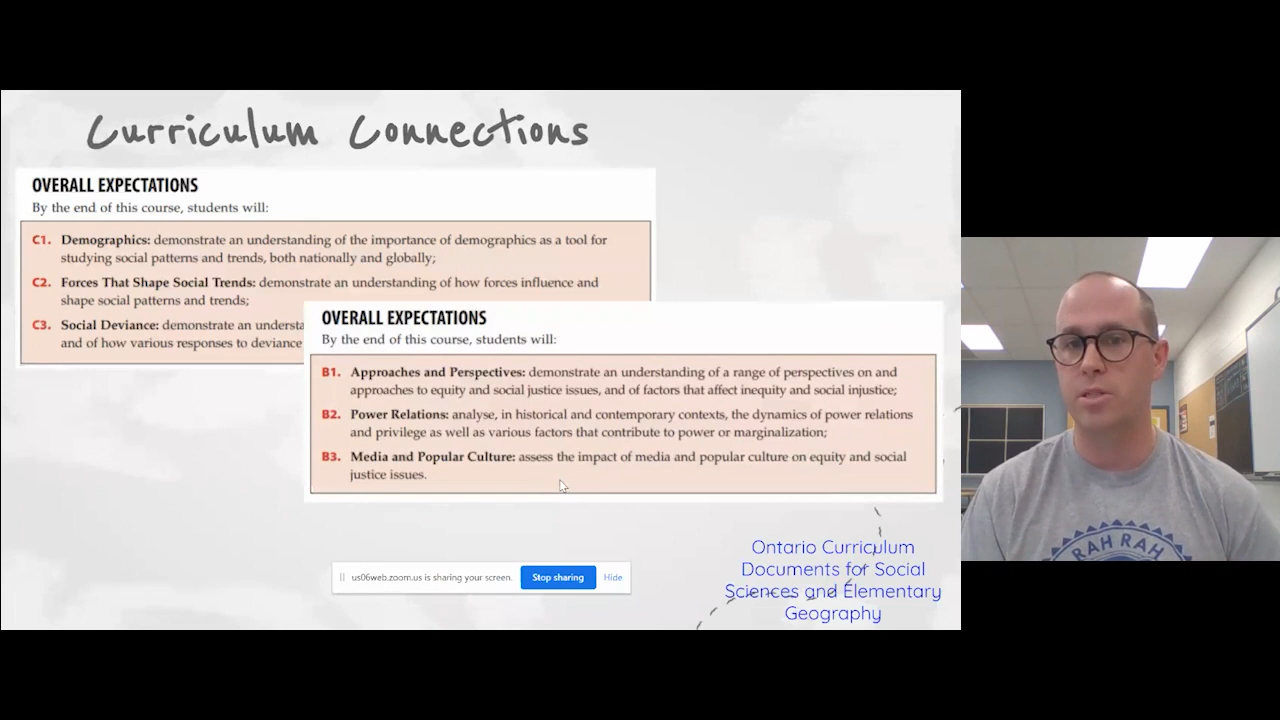 Curriculum Connections
OVERALL EXPECTATIONS
By the end of this course, students will:
C1. Demographics: demonstrate an understanding of the importance of demographics as a tool for
studying social patterns and trends, both nationally and globally;
C2. Forces That Shape Social Trends: demonstrate an understanding of how forces influence and
shape social patterns and trends;
C3. Social Deviance: demonstrate an understa
and of how various responses to deviance
OVERALL EXPECTATIONS
By the end of this course, students will:
B1. Approaches and Perspectives: demonstrate an understanding of a range of perspectives on and
approaches to equity and social justice issues, and of factors that affect inequity and social injustice;
B2. Power Relations: analyse, in historical and contemporary contexts, the dynamics of power relations
and privilege as well as various factors that contribute to power or marginalization;
B3. Media and Popular Culture: assess the impact of media and popular culture on equity and social
justice issues.
us06web.zoom.us is sharing your screen. Stop sharing Hide
Ontario Curriculum
Documents for Social
Sciences and Elementary
Geography
RAH RAH